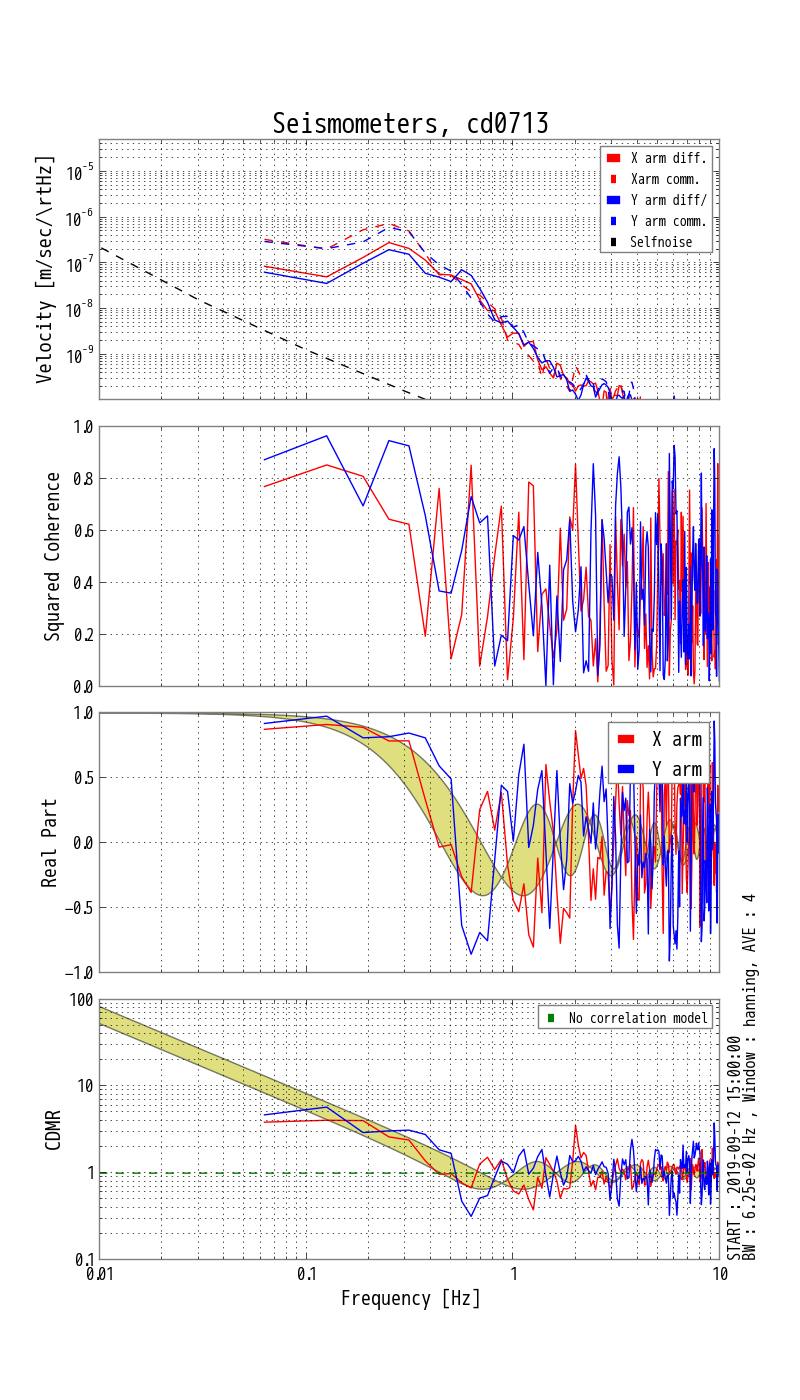 Seismometers, cd0713
Velocity [m/sec/\rtHz]
10⁻⁵
10⁻⁶
10⁻⁷
10⁻⁸
10⁻⁹
X arm diff.
Xarm comm.
Y arm diff/
Y arm comm.
Selfnoise
Squared Coherence
1.0
0.8
0.6
0.4
0.2
0.0
Real Part
1.0
0.5
0.0
−0.5
−1.0
X arm
Y arm
CDMR
100
10
1
0.1
No correlation model
0.01
0.1
1
10
Frequency [Hz]
START : 2019-09-12 15:00:00
BW : 6.25e-02 Hz , Window : hanning, AVE : 4